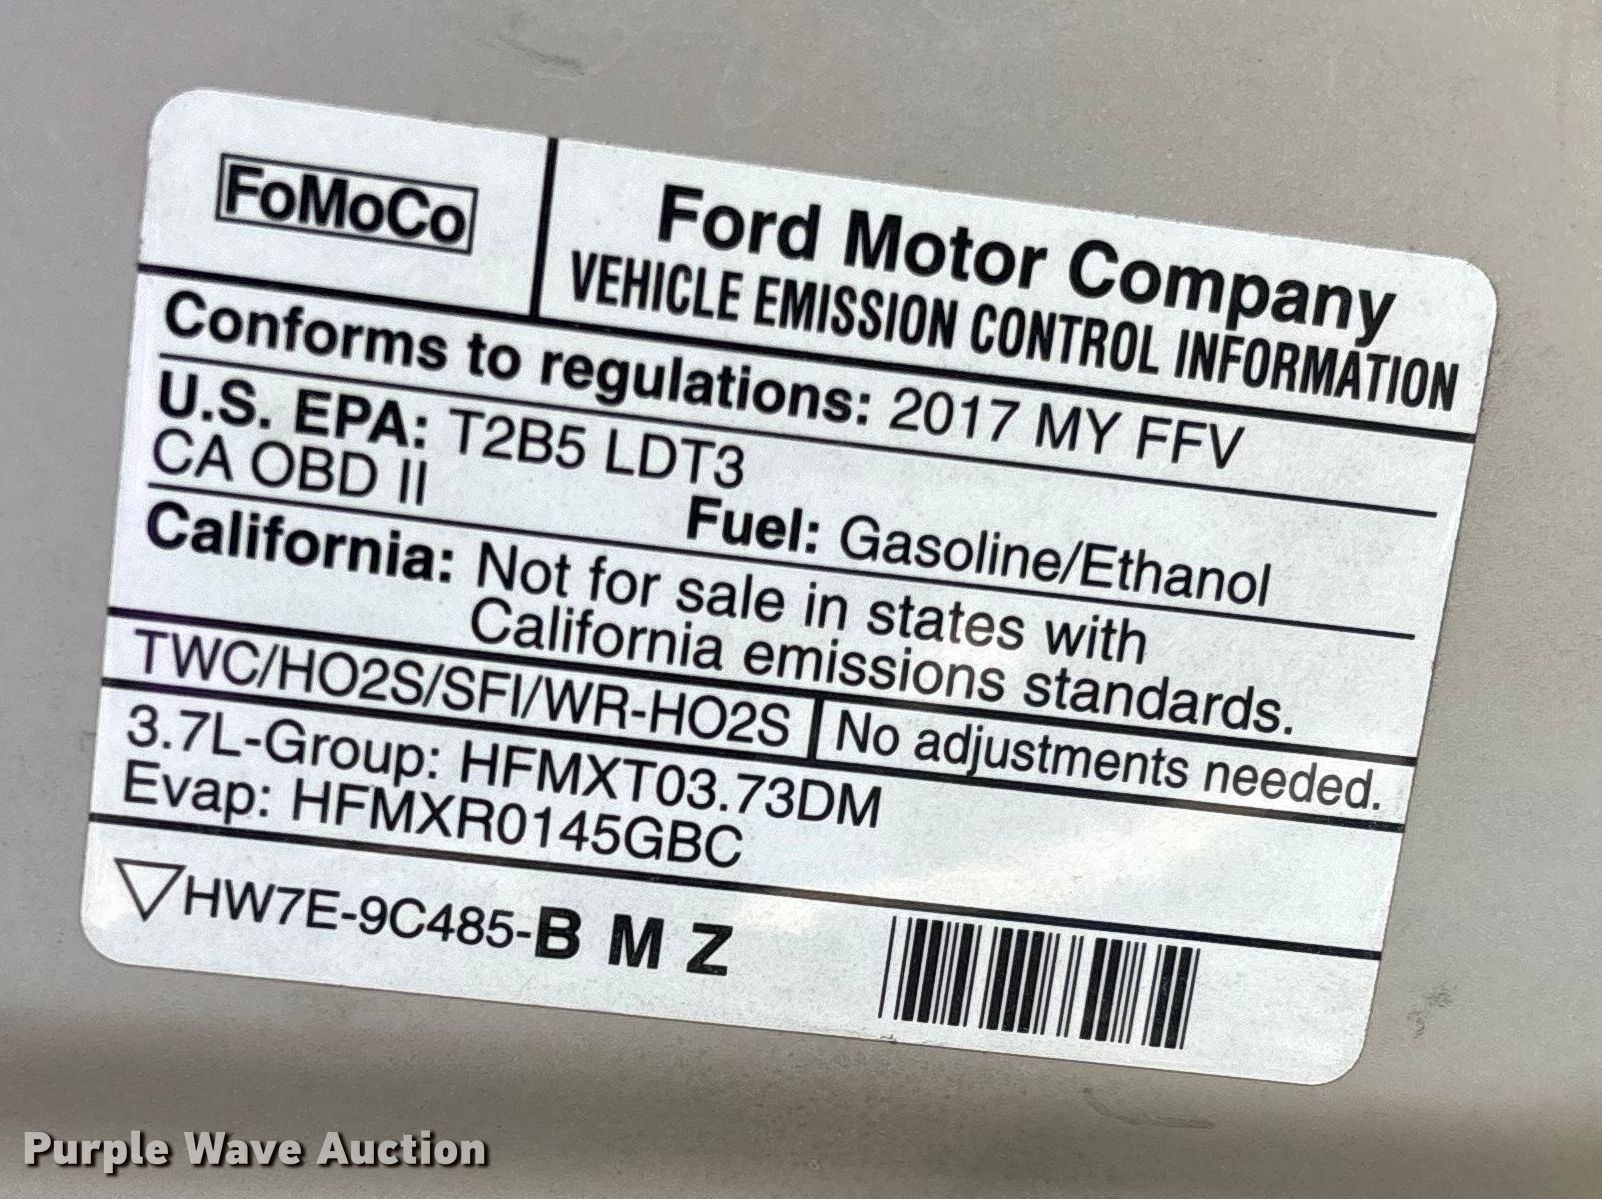 FoMoCo
Ford Motor Company
VEHICLE EMISSION CONTROL INFORMATION
Conforms to regulations: 2017 MY FFV
U.S. EPA: T2B5 LDT3
CA OBD II
Fuel: Gasoline/Ethanol
California: Not for sale in states with
California emissions standards.
TWC/HO2S/SFI/WR-HO2S
No adjustments needed.
3.7L-Group: HFMXT03.73DM
Evap: HFMXR0145GBC
HW7E-9C485-B M Z
Purple Wave Auction